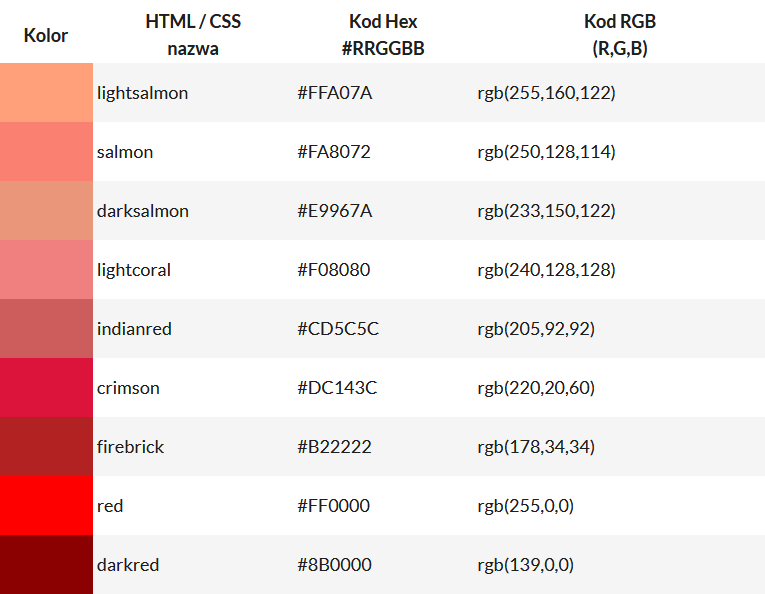 Kolor HTML / CSS nazwa Kod Hex #RRGGBB Kod RGB (R,G,B)
lightsalmon #FFA07A rgb(255,160,122)
salmon #FA8072 rgb(250,128,114)
darksalmon #E9967A rgb(233,150,122)
lightcoral #F08080 rgb(240,128,128)
indianred #CD5C5C rgb(205,92,92)
crimson #DC143C rgb(220,20,60)
firebrick #B22222 rgb(178,34,34)
red #FF0000 rgb(255,0,0)
darkred #8B0000 rgb(139,0,0)